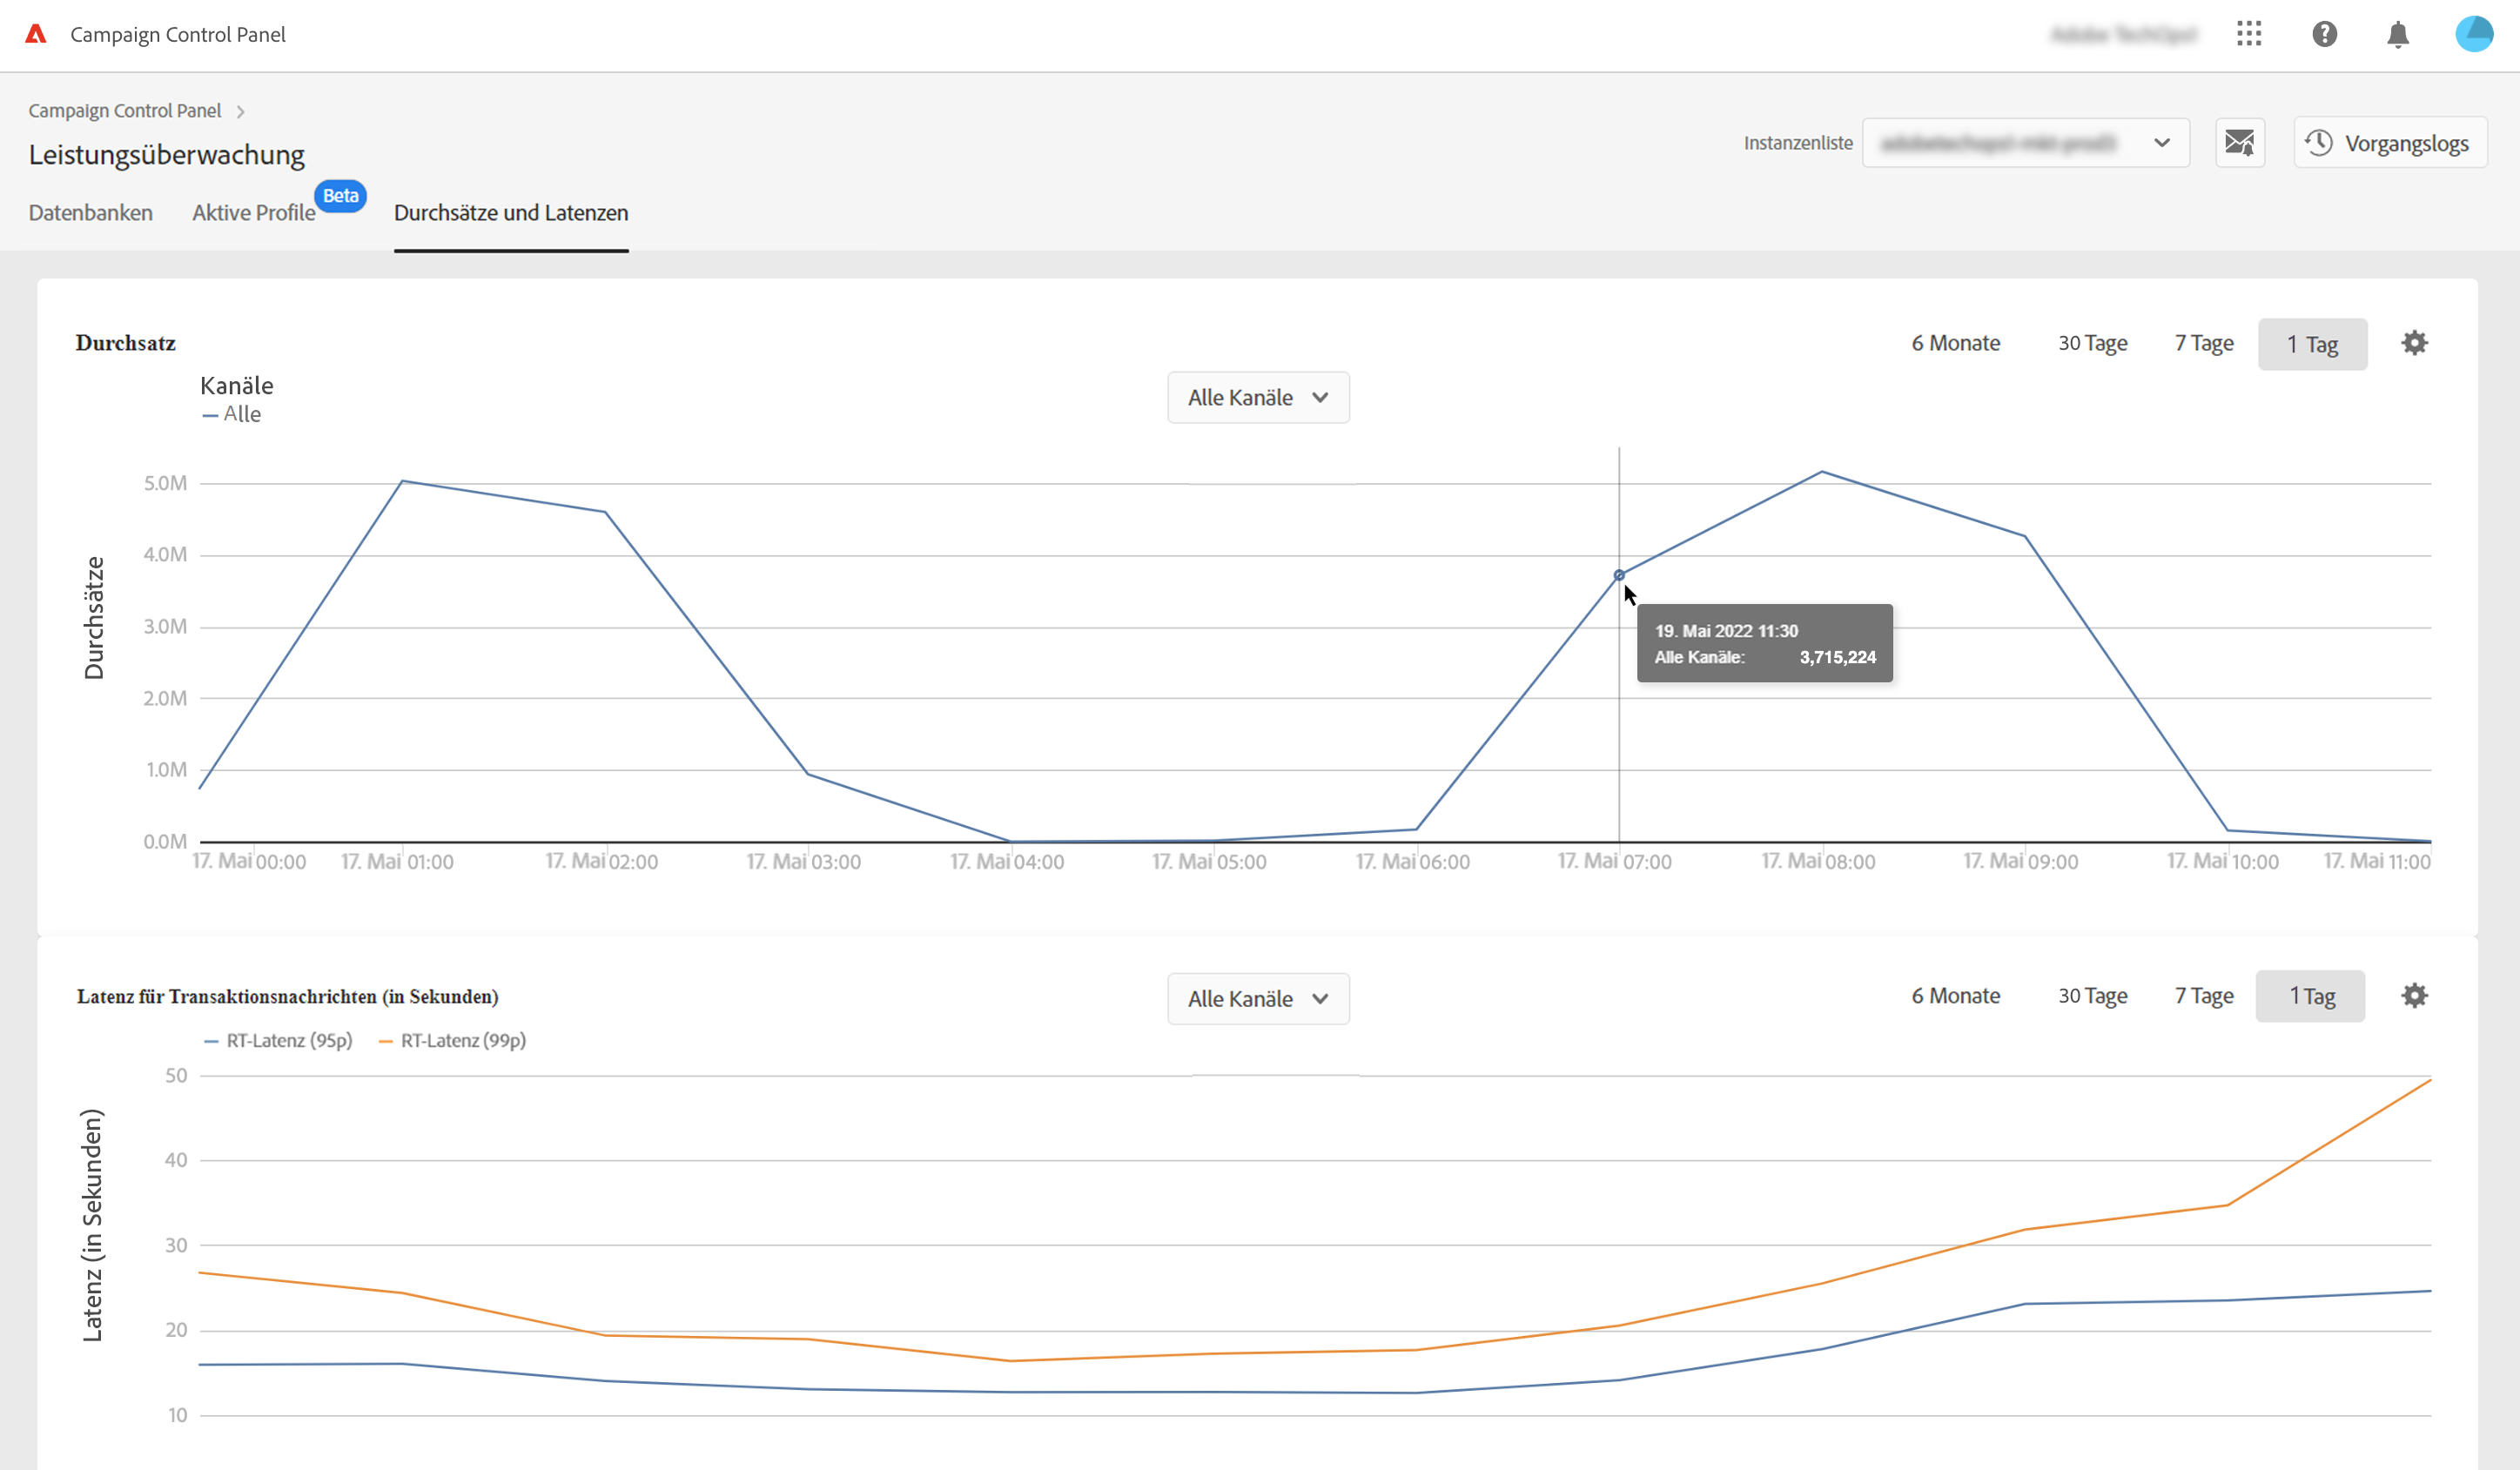 Campaign Control Panel
Campaign Control Panel
Leistungsüberwachung
Instanzenliste
Vorgangslogs
Datenbanken Aktive Profile Beta Durchsätze und Latenzen
Durchsatz
6 Monate 30 Tage 7 Tage 1 Tag
Kanäle
Alle
Alle Kanäle
Durchsätze
5.0M
4.0M
3.0M
2.0M
1.0M
0.0M
19. Mai 2022 11:30
Alle Kanäle: 3,715,224
17. Mai 00:00 17. Mai 01:00 17. Mai 02:00 17. Mai 03:00 17. Mai 04:00 17. Mai 05:00 17. Mai 06:00 17. Mai 07:00 17. Mai 08:00 17. Mai 09:00 17. Mai 10:00 17. Mai 11:00
Latenz für Transaktionsnachrichten (in Sekunden)
Alle Kanäle
6 Monate 30 Tage 7 Tage 1 Tag
RT-Latenz (95p) RT-Latenz (99p)
Latenz (in Sekunden)
50
40
30
20
10